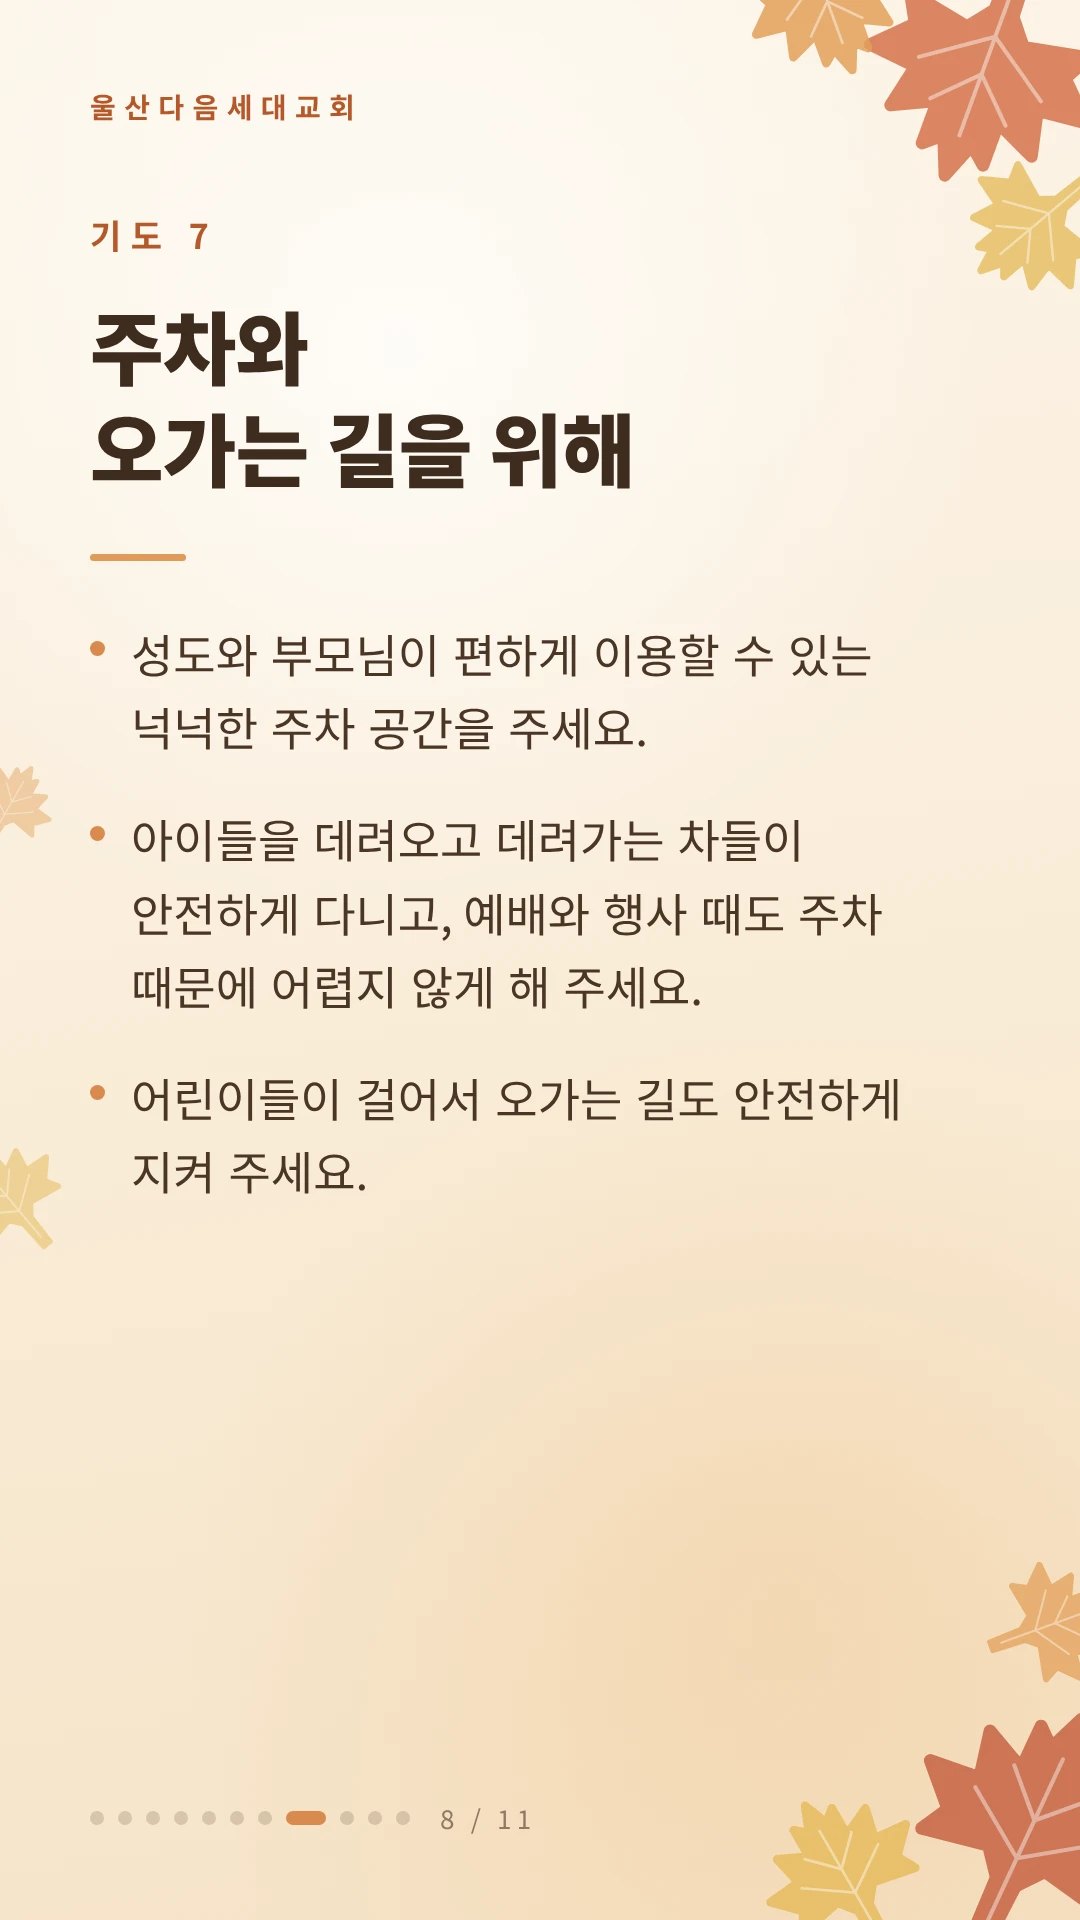 울산다음세대교회
기도 7
주차와
오가는 길을 위해
• 성도와 부모님이 편하게 이용할 수 있는
넉넉한 주차 공간을 주세요.
• 아이들을 데려오고 데려가는 차들이
안전하게 다니고, 예배와 행사 때도 주차
때문에 어렵지 않게 해 주세요.
• 어린이들이 걸어서 오가는 길도 안전하게
지켜 주세요.
8 / 11